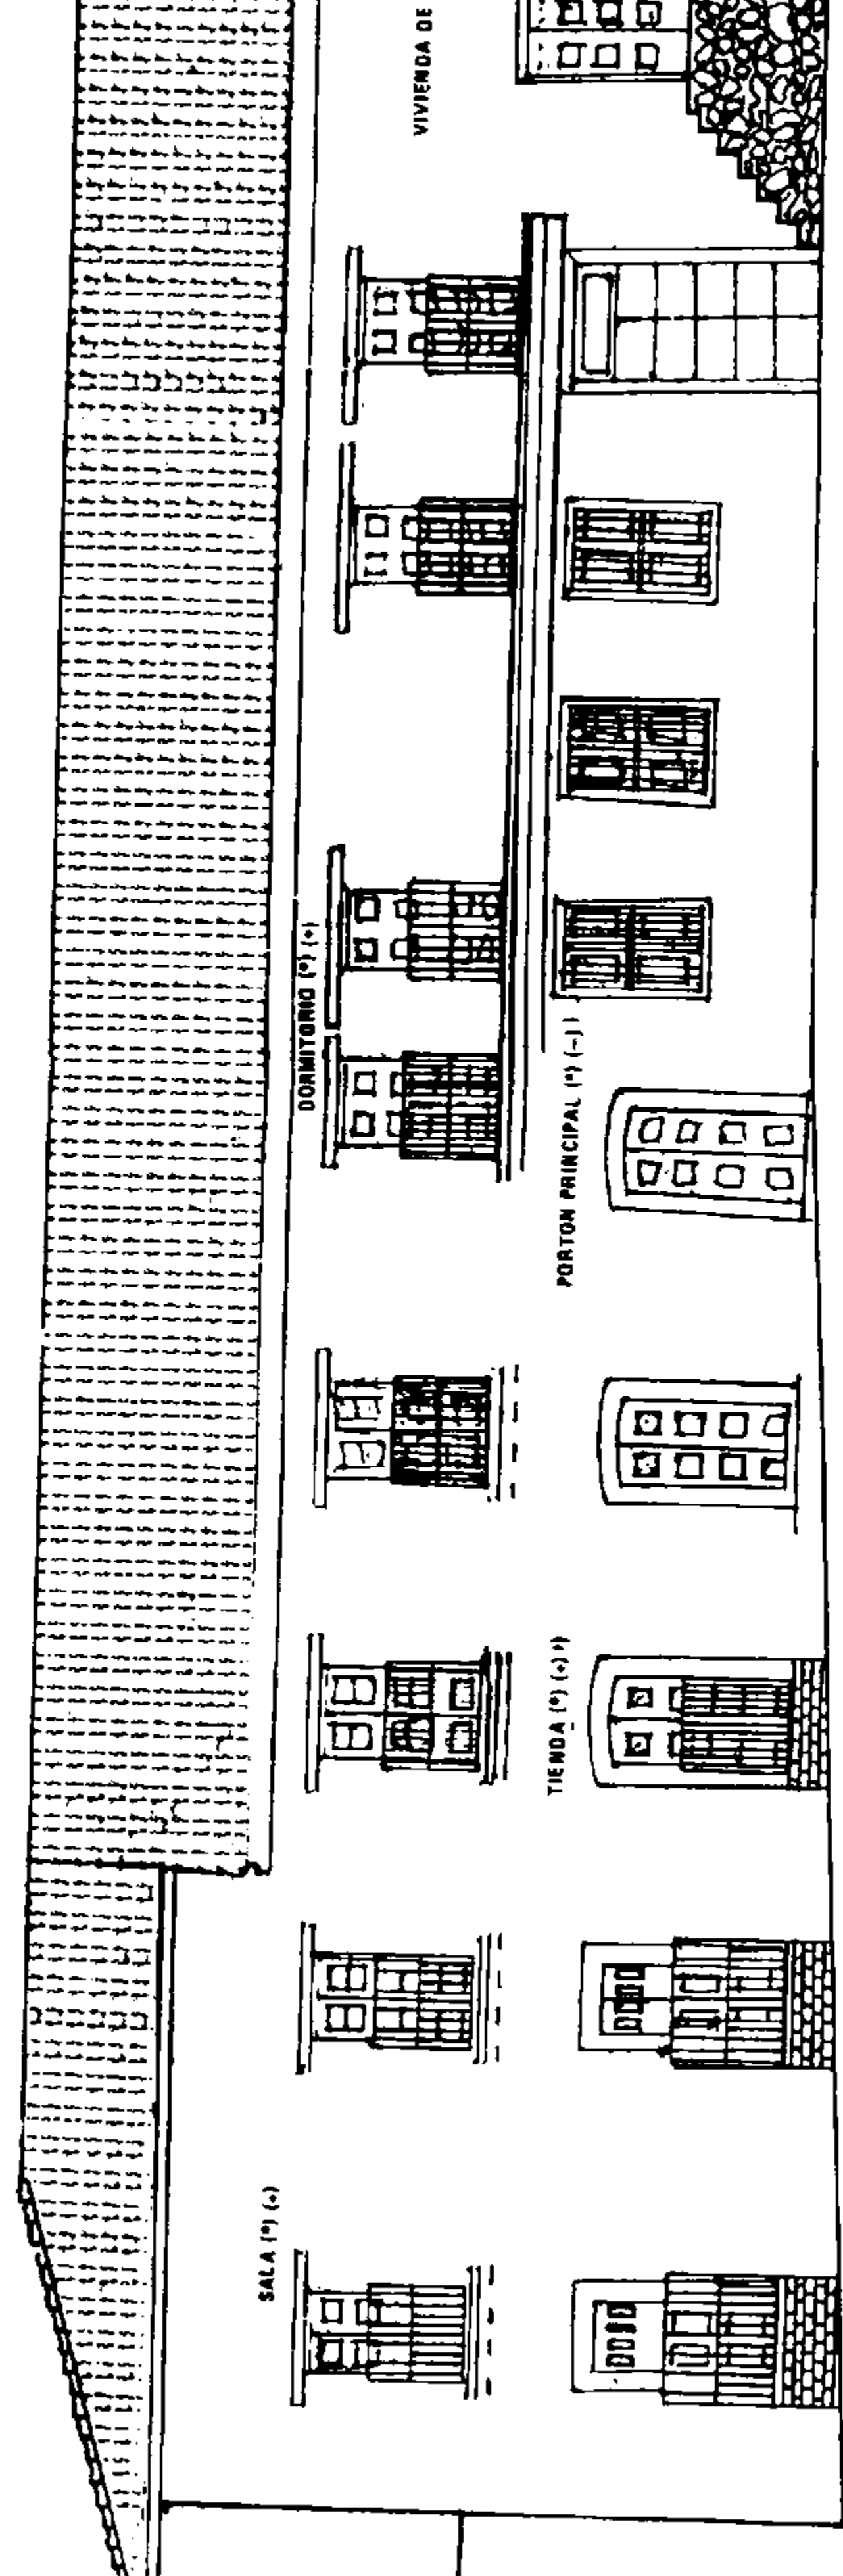 SALA (*) (+)
TIENDA (*) (+)
DORMITORIO (*) (+)
PORTON PRINCIPAL (*) (-)
VIVIENDA DE